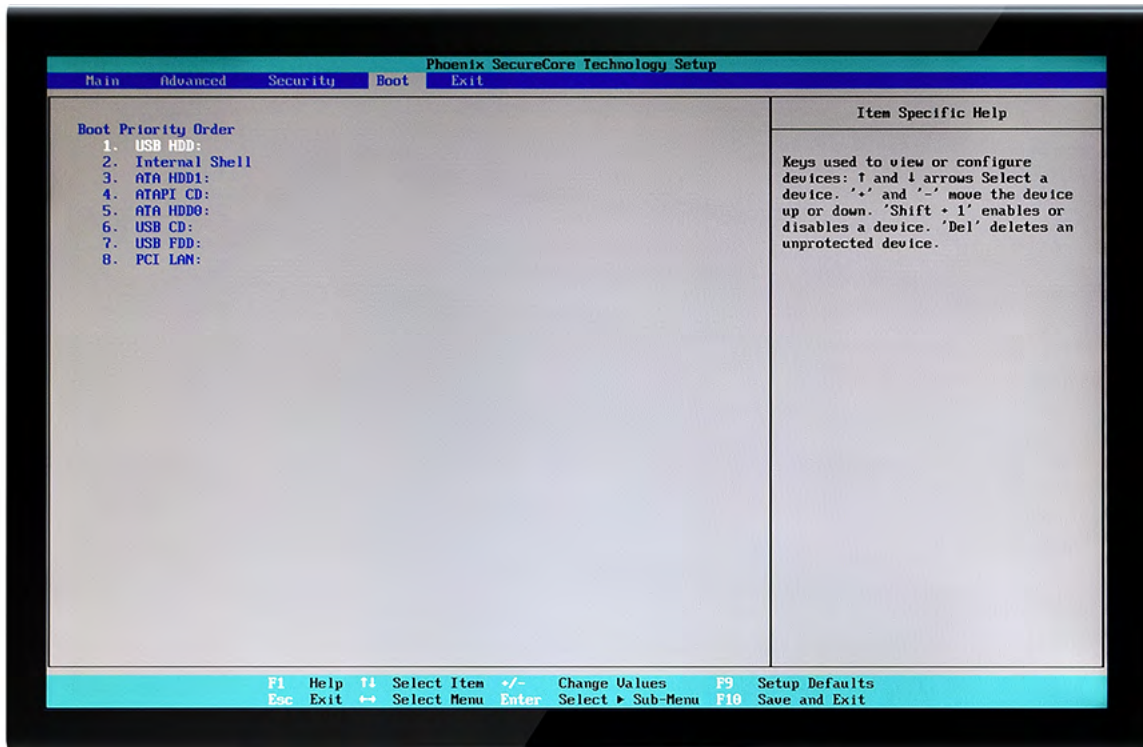 Phoenix SecureCore Technology Setup
Main Advanced Security Boot Exit
Boot Priority Order
1. USB HDD:
2. Internal Shell
3. ATA HDD1:
4. ATAPI CD:
5. ATA HDD0:
6. USB CD:
7. USB FDD:
8. PCI LAN:
Item Specific Help
Keys used to view or configure
devices: ↑ and ↓ arrows Select a
device. '+' and '-' move the device
up or down. 'Shift + 1' enables or
disables a device. 'Del' deletes an
unprotected device.
F1 Help ↑↓ Select Item +/- Change Values F9 Setup Defaults
Esc Exit ↔ Select Menu Enter Select ► Sub-Menu F10 Save and Exit